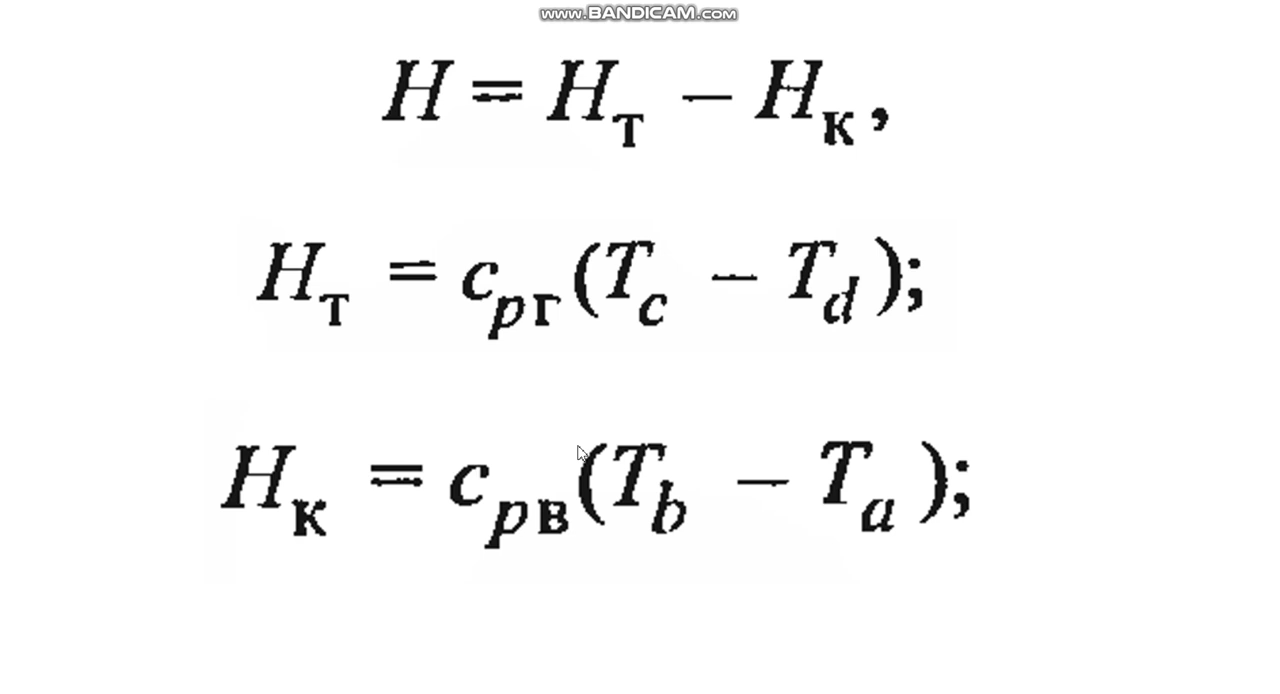 www.BANDICAM.com
H = Hт − Hк,
Hт = cpг(Tc − Td);
Hк = cpв(Tb − Ta);